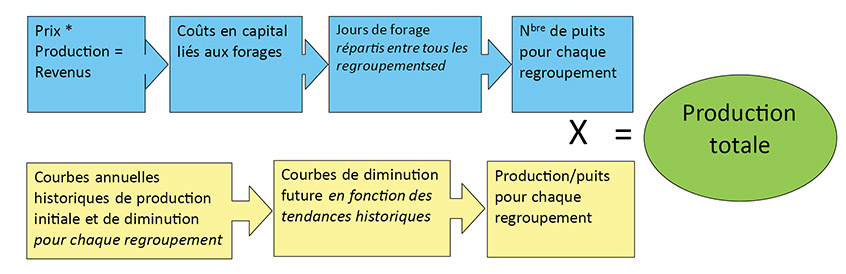 Prix *
Production =
Revenus
Coûts en capital
liés aux forages
Jours de forage
répartis entre tous les
regroupementsed
Nbre de puits
pour chaque
regroupement
X =
Production
totale
Courbes annuelles
historiques de production
initiale et de diminution
pour chaque regroupement
Courbes de diminution
future en fonction des
tendances historiques
Production/puits
pour chaque
regroupement